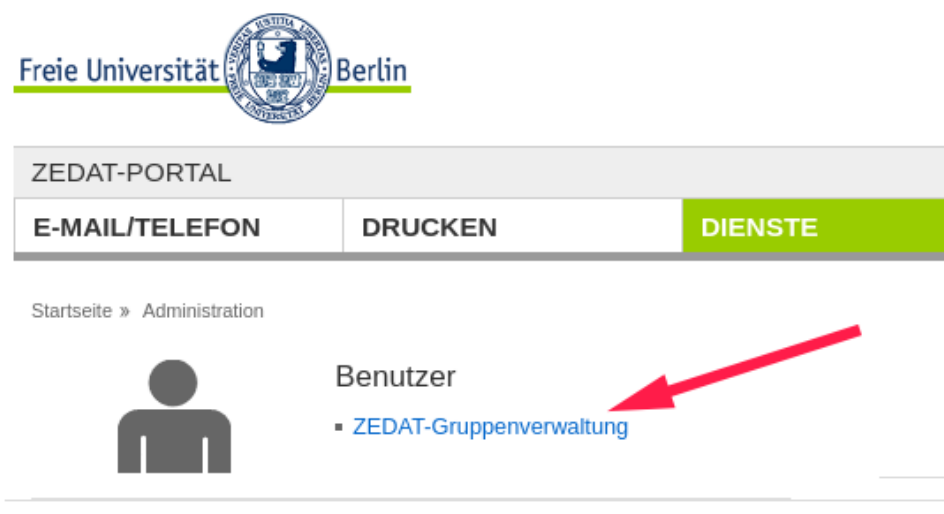 Freie Universität Berlin
ZEDAT-PORTAL
E-MAIL/TELEFON DRUCKEN DIENSTE
Startseite » Administration
Benutzer
ZEDAT-Gruppenverwaltung